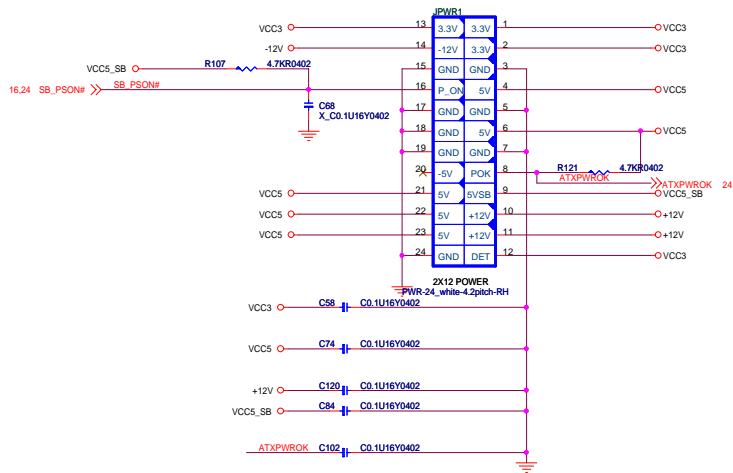 JPWR1
VCC3 13 3.3V 3.3V 1 VCC3
-12V 14 -12V 3.3V 2 VCC3
VCC5_SB R107 4.7KR0402 15 GND GND 3
16.24 SB_PSON# SB_PSON# 16 P_ON 5V 4 VCC5
C68
X_C0.1U16Y0402
17 GND GND 5
18 GND 5V 6 VCC5
19 GND GND 7
20 -5V POK 8 R121 4.7KR0402
ATXPWROK ATXPWROK 24
VCC5 21 5V 5VSB 9 VCC5_SB
VCC5 22 5V +12V 10 +12V
VCC5 23 5V +12V 11 +12V
24 GND DET 12 VCC3
2X12 POWER
PWR-24_white-4.2pitch-RH
VCC3 C58 C0.1U16Y0402
VCC5 C74 C0.1U16Y0402
+12V C120 C0.1U16Y0402
VCC5_SB C84 C0.1U16Y0402
ATXPWROK C102 C0.1U16Y0402